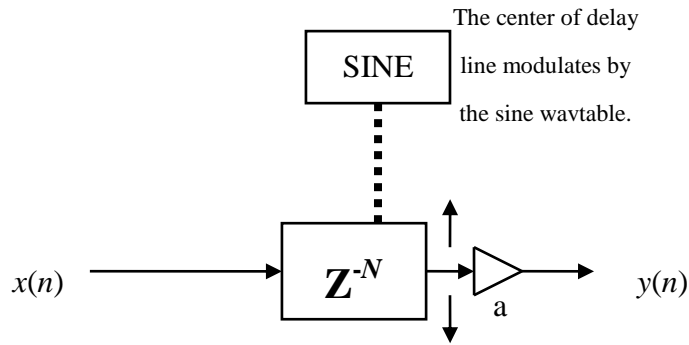 The center of delay
SINE
line modulates by
the sine wavtable.
x(n)
Z^-N
y(n)
a